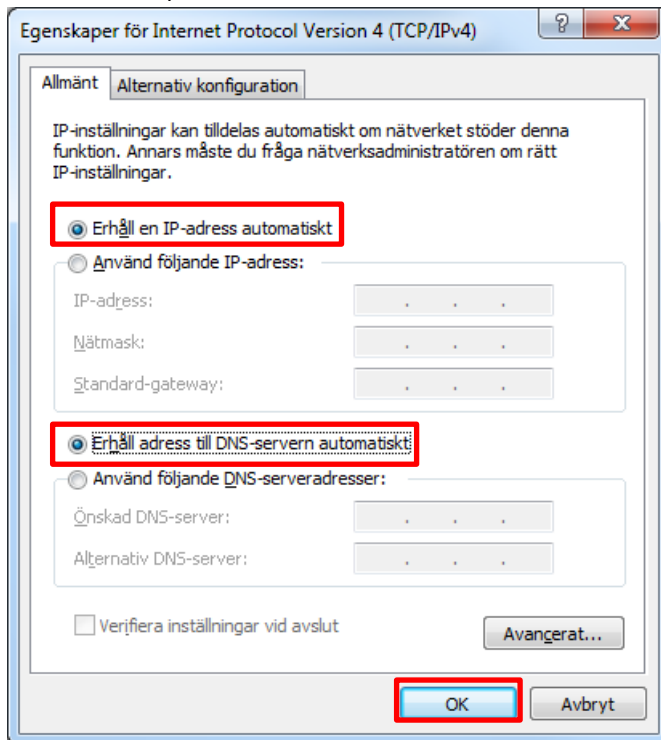 Egenskaper för Internet Protocol Version 4 (TCP/IPv4)
Allmänt
Alternativ konfiguration
IP-inställningar kan tilldelas automatiskt om nätverket stöder denna
funktion. Annars måste du fråga nätverksadministratören om rätt
IP-inställningar.
Erhåll en IP-adress automatiskt
Använd följande IP-adress:
IP-adress:
Nätmask:
Standard-gateway:
Erhåll adress till DNS-servern automatiskt
Använd följande DNS-serveradresser:
Önskad DNS-server:
Alternativ DNS-server:
Verifiera inställningar vid avslut
Avancerat...
OK
Avbryt